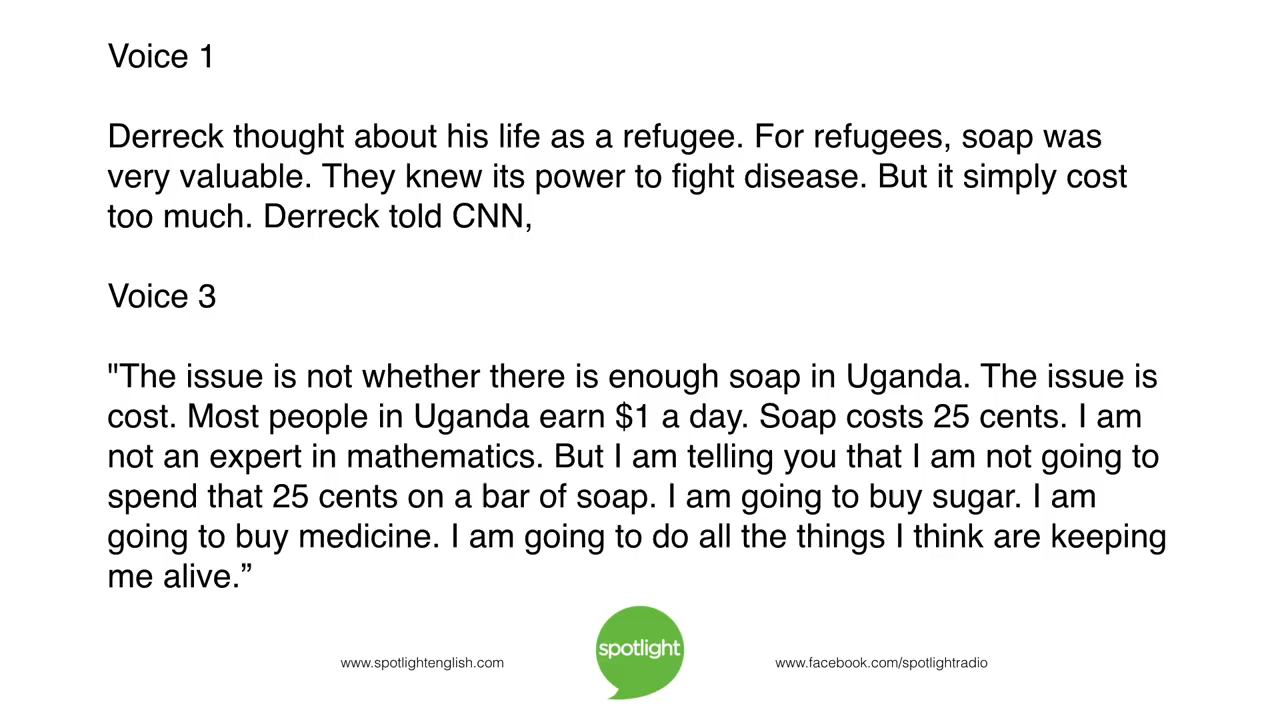 Voice 1
Derreck thought about his life as a refugee. For refugees, soap was
very valuable. They knew its power to fight disease. But it simply cost
too much. Derreck told CNN,
Voice 3
"The issue is not whether there is enough soap in Uganda. The issue is
cost. Most people in Uganda earn $1 a day. Soap costs 25 cents. I am
not an expert in mathematics. But I am telling you that I am not going to
spend that 25 cents on a bar of soap. I am going to buy sugar. I am
going to buy medicine. I am going to do all the things I think are keeping
me alive.”
www.spotlightenglish.com
spotlight
www.facebook.com/spotlightradio